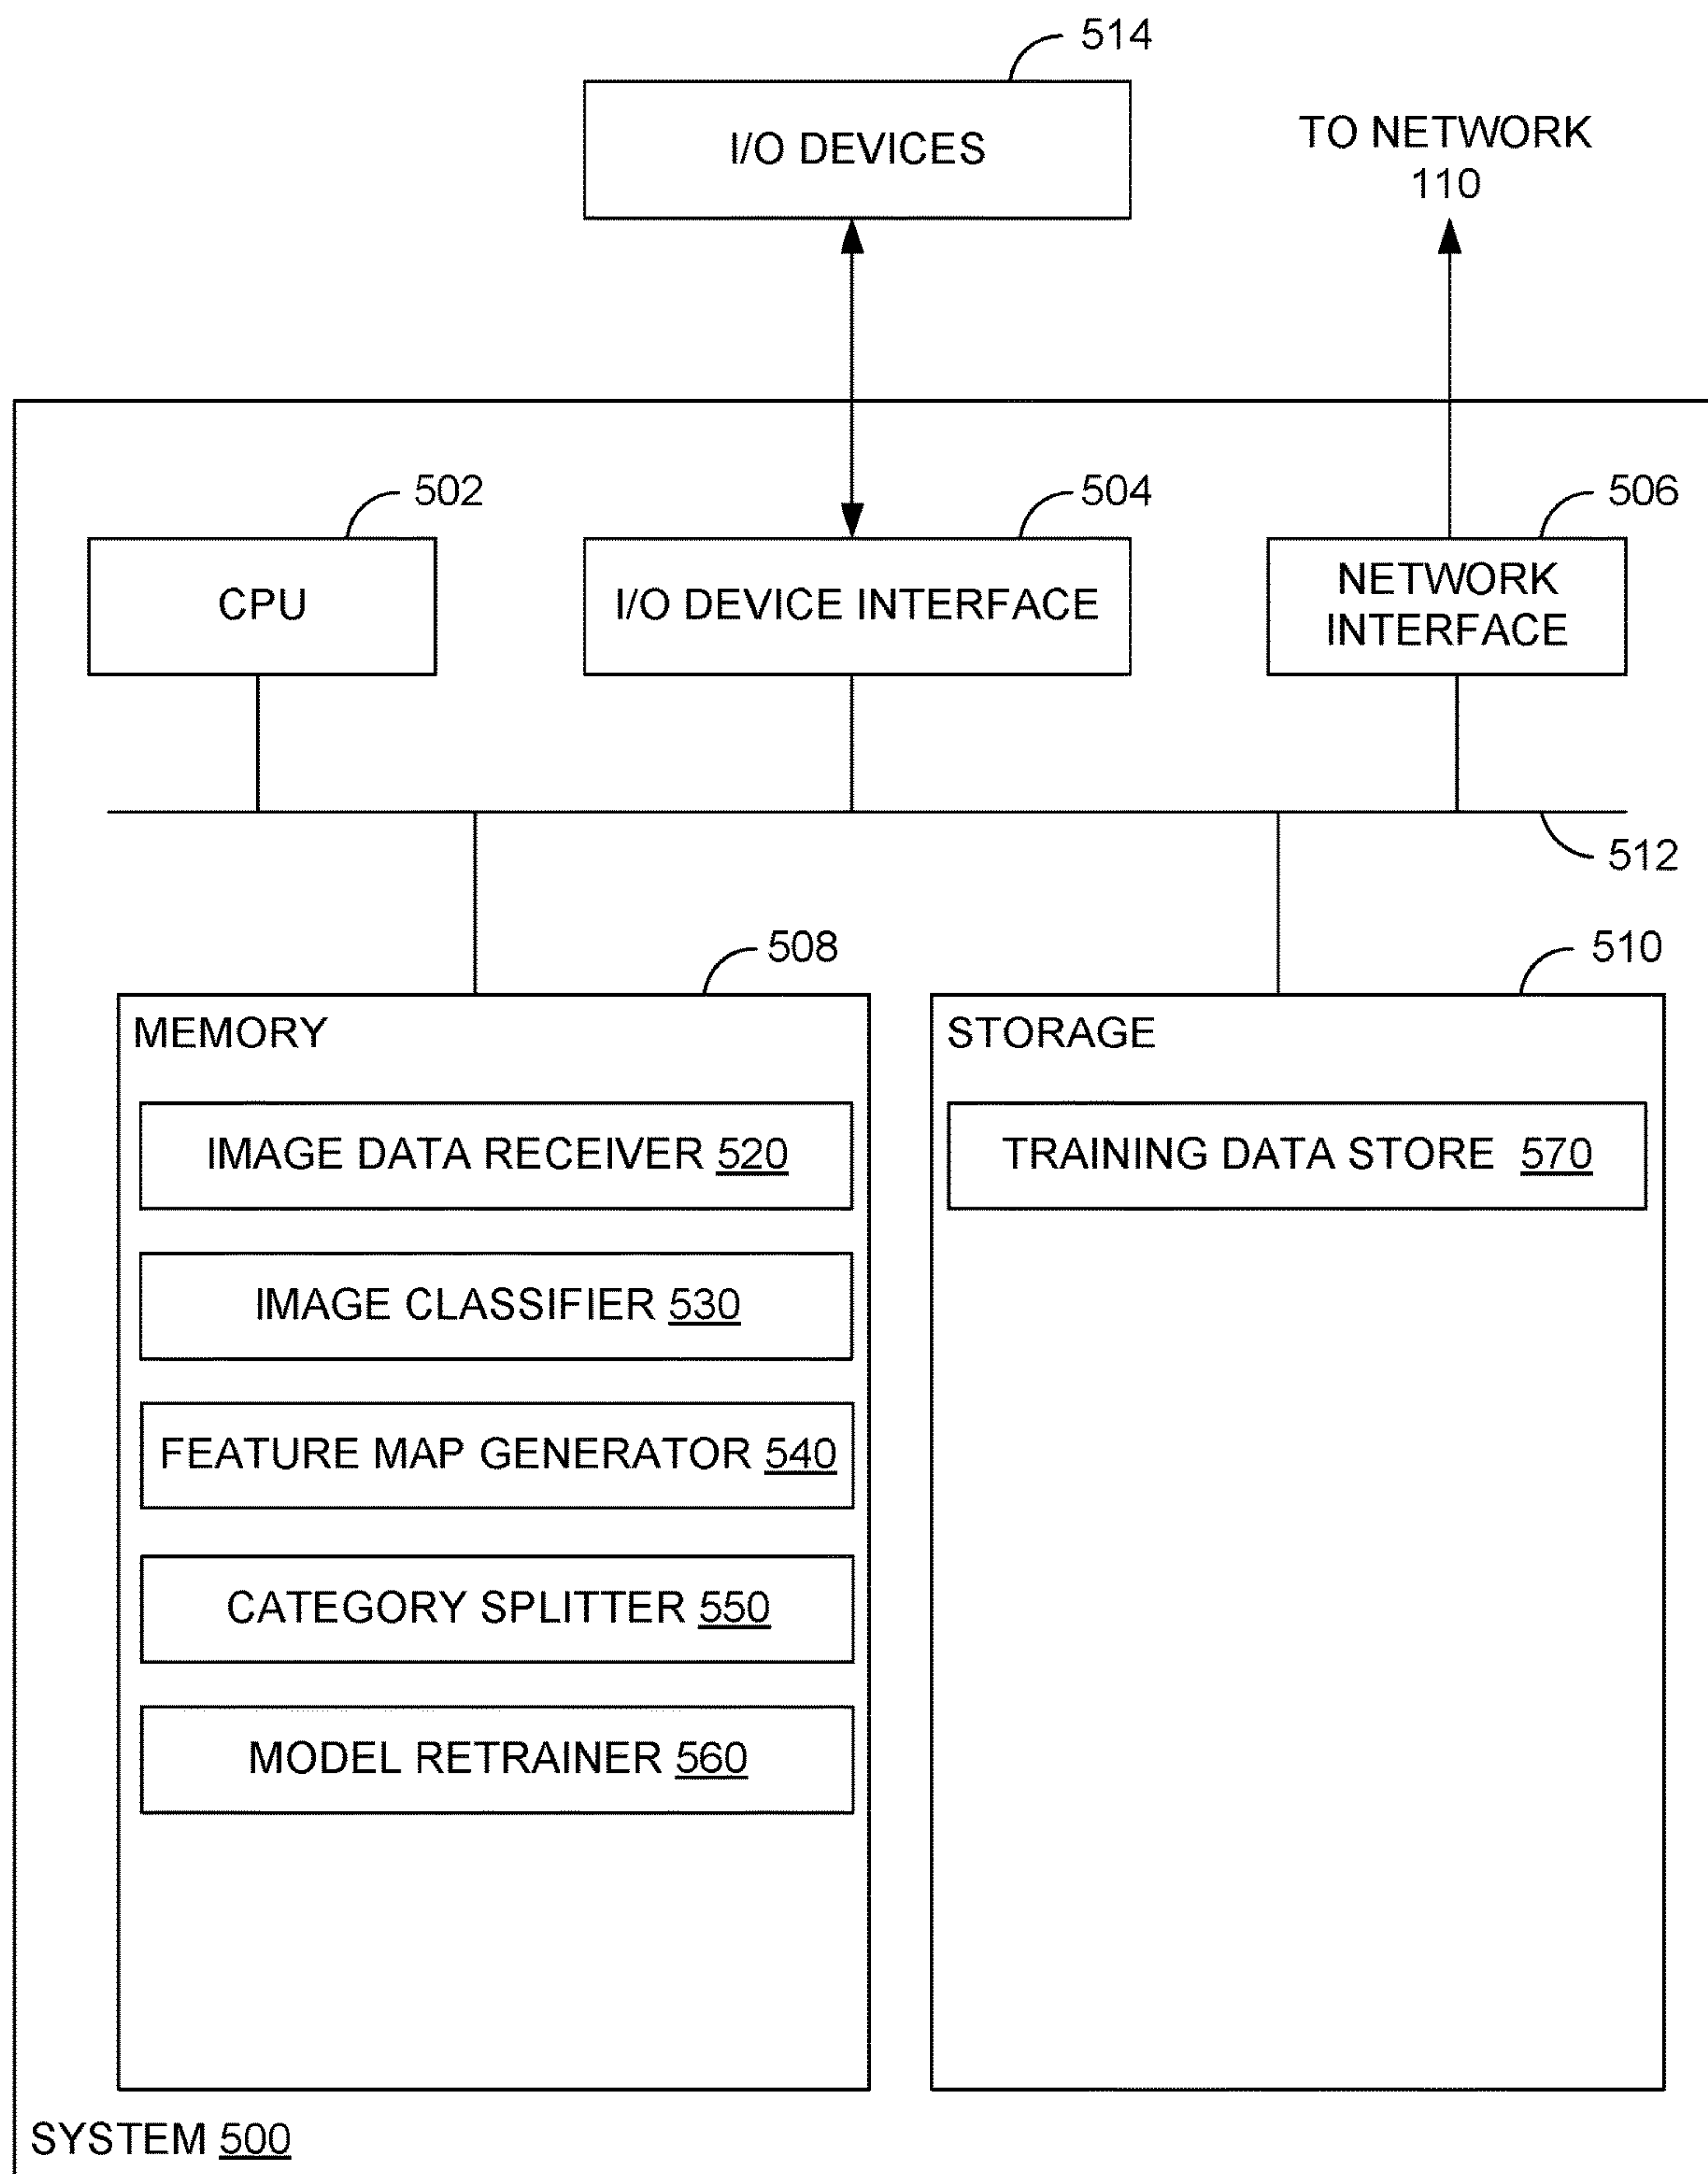 514
I/O DEVICES
TO NETWORK
110
502
504
506
CPU
I/O DEVICE INTERFACE
NETWORK
INTERFACE
512
508
510
MEMORY
STORAGE
IMAGE DATA RECEIVER 520
TRAINING DATA STORE 570
IMAGE CLASSIFIER 530
FEATURE MAP GENERATOR 540
CATEGORY SPLITTER 550
MODEL RETRAINER 560
SYSTEM 500